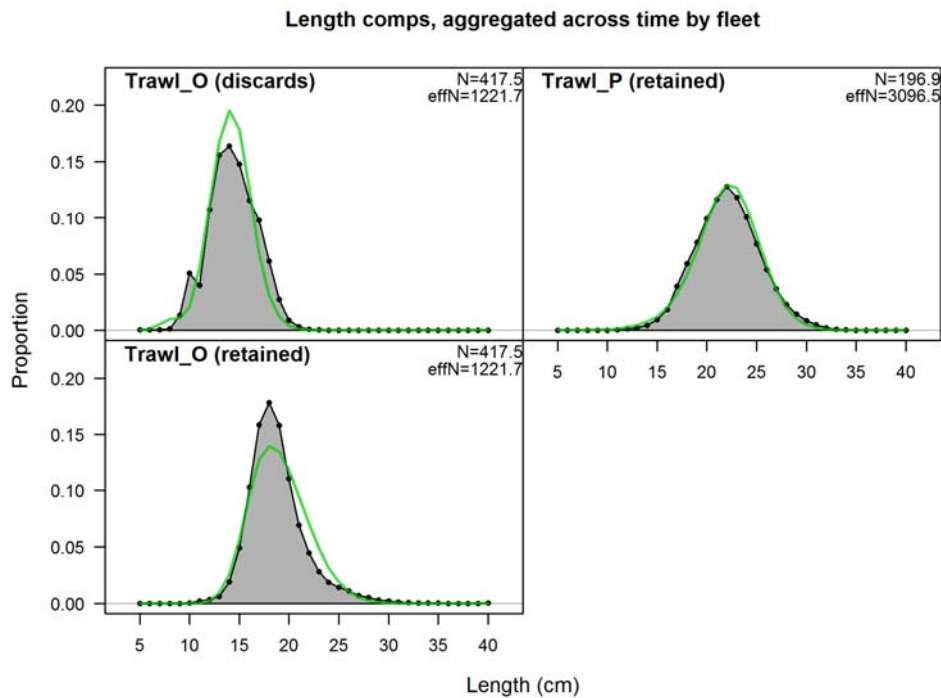 Length comps, aggregated across time by fleet
Trawl_O (discards)
N=417.5
effN=1221.7
Trawl_P (retained)
N=196.9
effN=3096.5
0.20
0.15
0.10
0.05
0.00
Trawl_O (retained)
N=417.5
effN=1221.7
5 10 15 20 25 30 35 40
0.20
0.15
0.10
0.05
0.00
5 10 15 20 25 30 35 40
Proportion
Length (cm)